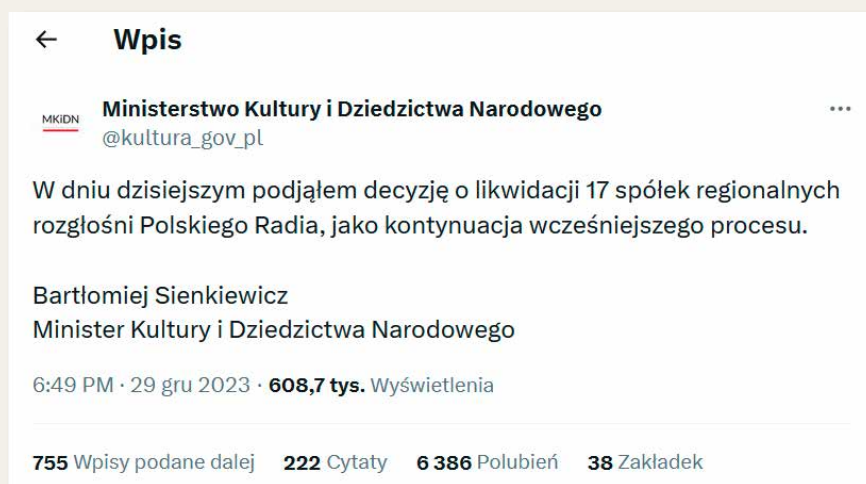 ← Wpis
MKiDN
Ministerstwo Kultury i Dziedzictwa Narodowego
@kultura_gov_pl
W dniu dzisiejszym podjąłem decyzję o likwidacji 17 spółek regionalnych
rozgłośni Polskiego Radia, jako kontynuacja wcześniejszego procesu.
Bartłomiej Sienkiewicz
Minister Kultury i Dziedzictwa Narodowego
6:49 PM · 29 gru 2023 · 608,7 tys. Wyświetlenia
755 Wpisy podane dalej 222 Cytaty 6 386 Polubień 38 Zakładek